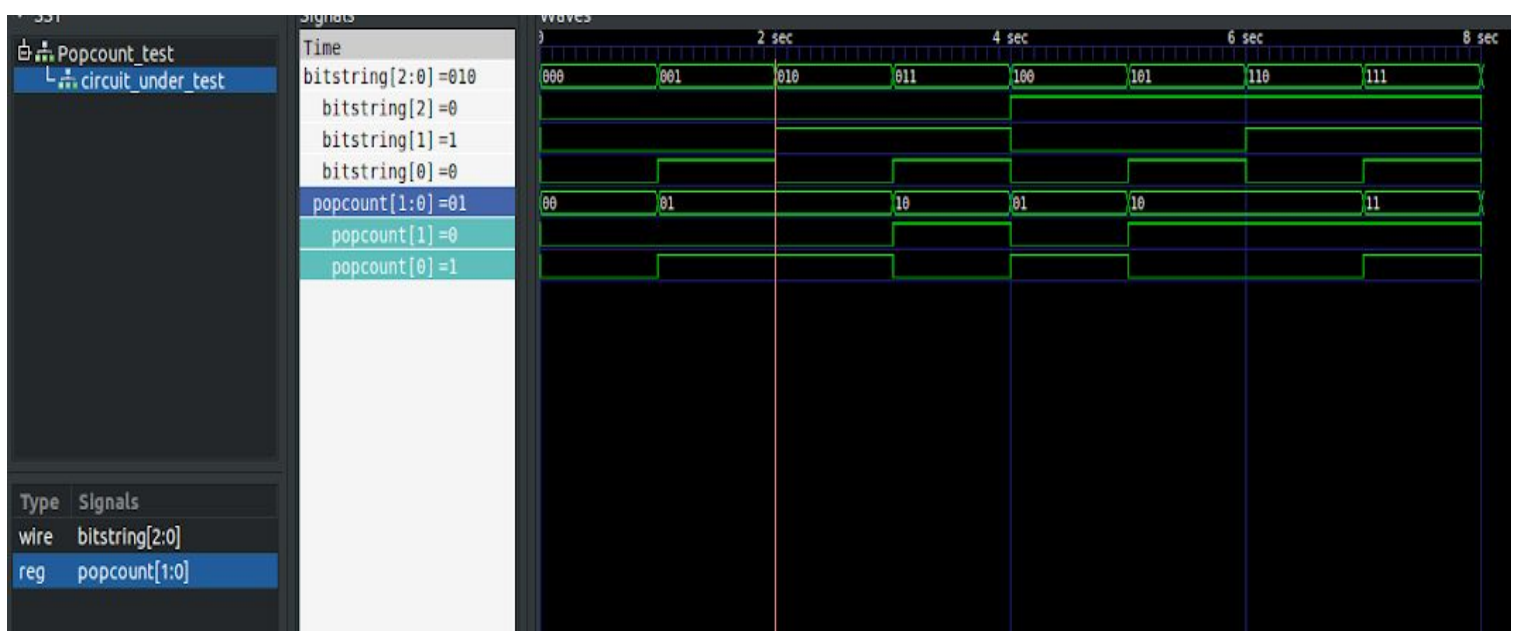 SST
Signals
Waves
Popcount_test
circuit_under_test
Time
bitstring[2:0] =010
bitstring[2] =0
bitstring[1] =1
bitstring[0] =0
popcount[1:0] =01
popcount[1] =0
popcount[0] =1
2 sec 4 sec 6 sec 8 sec
000 001 010 011 100 101 110 111
00 01 10 01 10 11
Type Signals
wire bitstring[2:0]
reg popcount[1:0]